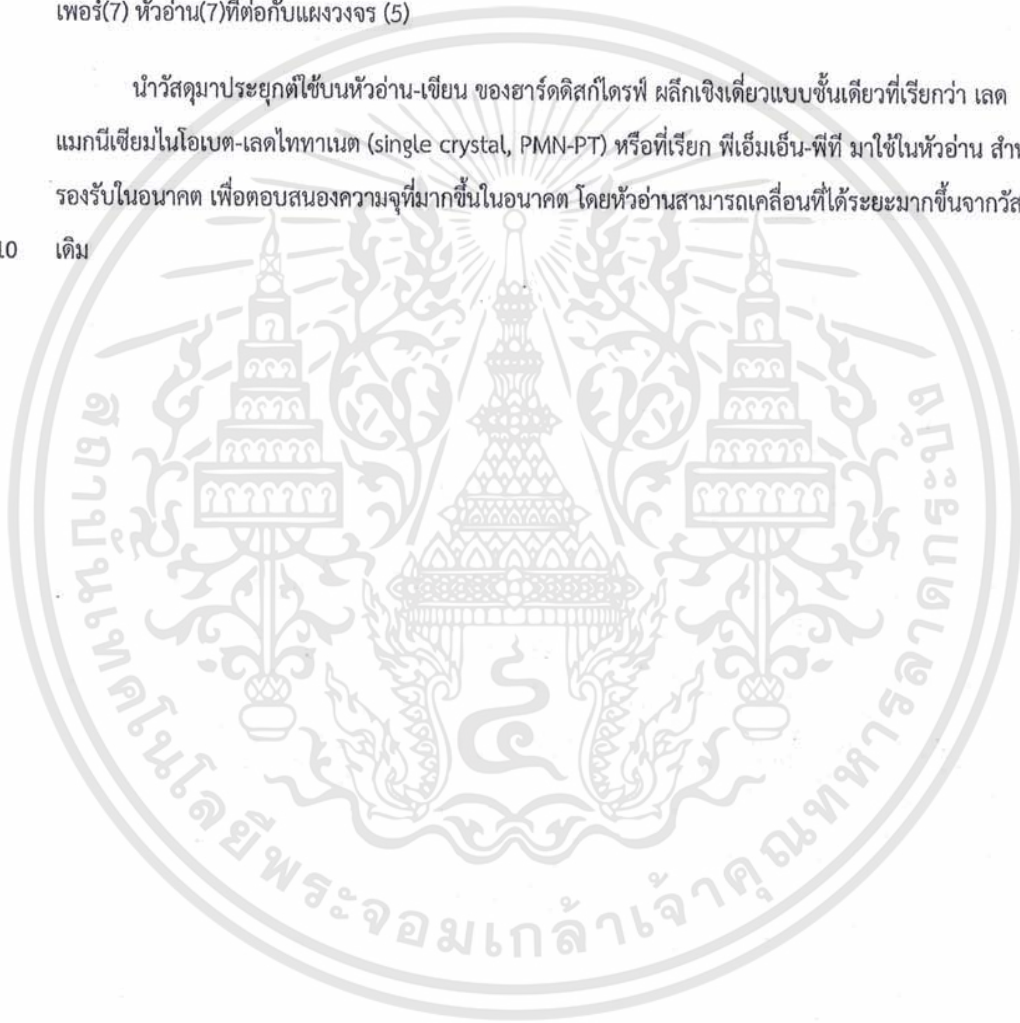 เพอร์(7) หัวอ่าน(7)ที่ต่อกับแผงวงจร (5)
นำวัสดุมาประยุกต์ใช้บนหัวอ่าน-เขียน ของฮาร์ดดิสก์ไดรฟ์ ผลึกเชิงเดี่ยวแบบชั้นเดียวที่เรียกว่า เลด
แมกนีเซียมไนโอเบต-เลดไททาเนต (single crystal, PMN-PT) หรือที่เรียก พีเอ็มเอ็น-พีที มาใช้ในหัวอ่าน
รองรับในอนาคต เพื่อตอบสนองความจุที่มากขึ้นในอนาคต โดยหัวอ่านสามารถเคลื่อนที่ได้ระยะมากขึ้นจาก
10 เดิม
สถาบันเทคโนโลยีพระจอมเกล้าเจ้าคุณทหารลาดกระบัง